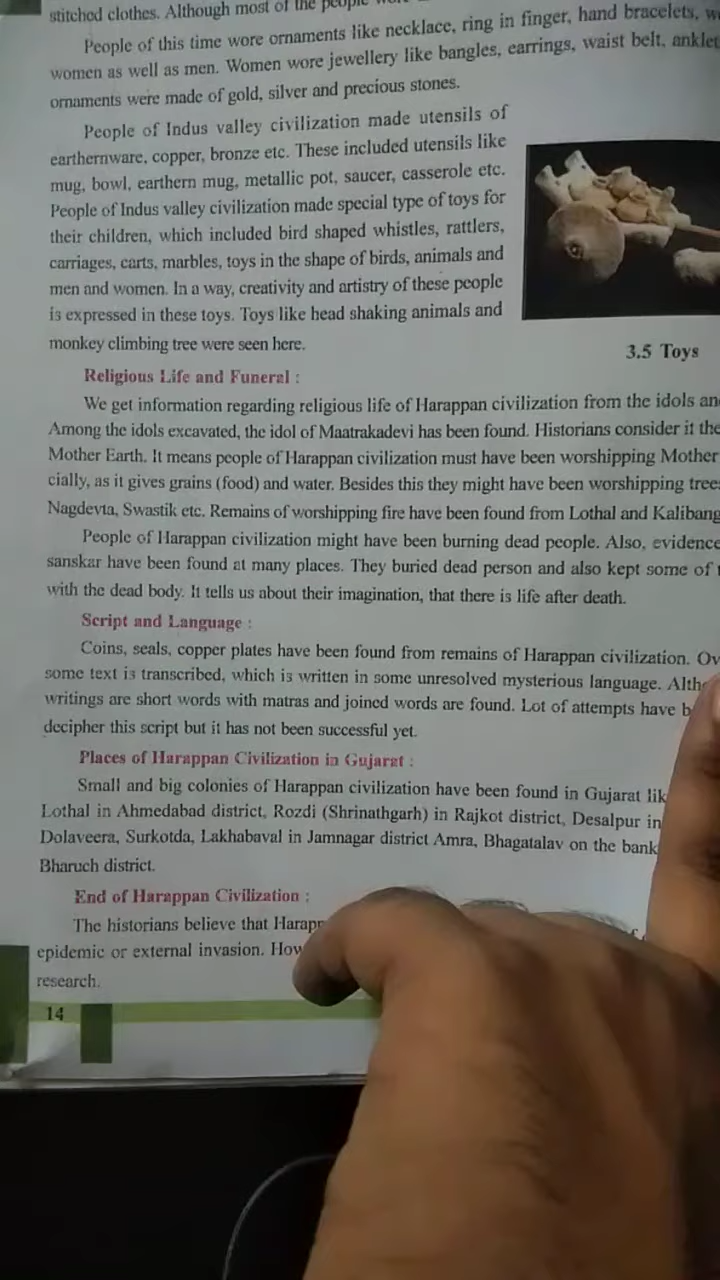 stitched clothes. Although most of the people
People of this time wore ornaments like necklace, ring in finger, hand bracelets,
women as well as men. Women wore jewellery like bangles, earrings, waist belt,
ornaments were made of gold, silver and precious stones.
People of Indus valley civilization made utensils of
earthernware, copper, bronze etc. These included utensils like
mug, bowl, earthern mug, metallic pot, saucer, casserole etc.
People of Indus valley civilization made special type of toys for
their children, which included bird shaped whistles, rattlers,
carriages, carts, marbles, toys in the shape of birds, animals and
men and women. In a way, creativity and artistry of these people
is expressed in these toys. Toys like head shaking animals and
monkey climbing tree were seen here.
3.5 Toys
Religious Life and Funeral :
We get information regarding religious life of Harappan civilization from the idols
Among the idols excavated, the idol of Maatrakadevi has been found. Historians consider it the
Mother Earth. It means people of Harappan civilization must have been worshipping Mother
cially, as it gives grains (food) and water. Besides this they might have been worshipping
Nagdevta, Swastik etc. Remains of worshipping fire have been found from Lothal and
People of Harappan civilization might have been burning dead people. Also, evidence
sanskar have been found at many places. They buried dead person and also kept some of
with the dead body. It tells us about their imagination, that there is life after death.
Script and Language :
Coins, seals, copper plates have been found from remains of Harappan civilization.
some text is transcribed, which is written in some unresolved mysterious language.
writings are short words with matras and joined words are found. Lot of attempts have
decipher this script but it has not been successful yet.
Places of Harappan Civilization in Gujarat :
Small and big colonies of Harappan civilization have been found in Gujarat
Lothal in Ahmedabad district, Rozdi (Shrinathgarh) in Rajkot district, Desalpur in
Dolaveera, Surkotda, Lakhabaval in Jamnagar district Amra, Bhagatalav on the bank
Bharuch district.
End of Harappan Civilization :
The historians believe that
epidemic or external invasion.
research.
14